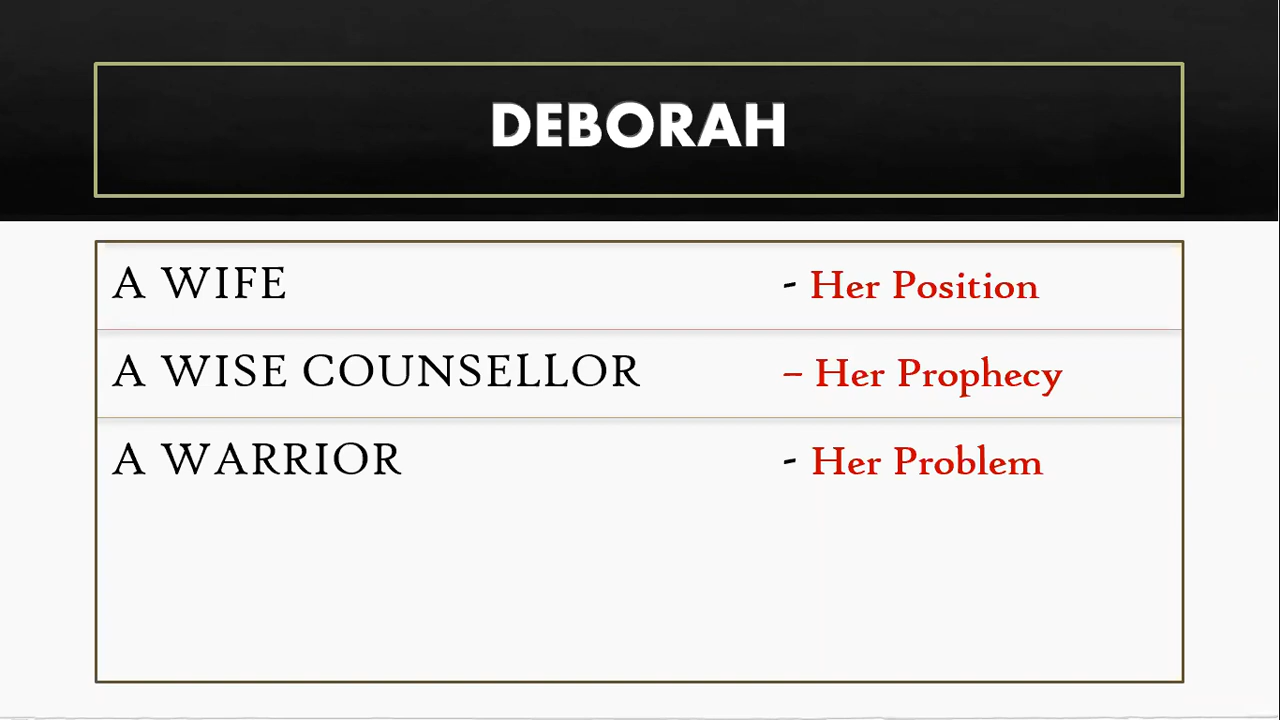 DEBORAH
A WIFE - Her Position
A WISE COUNSELLOR – Her Prophecy
A WARRIOR - Her Problem